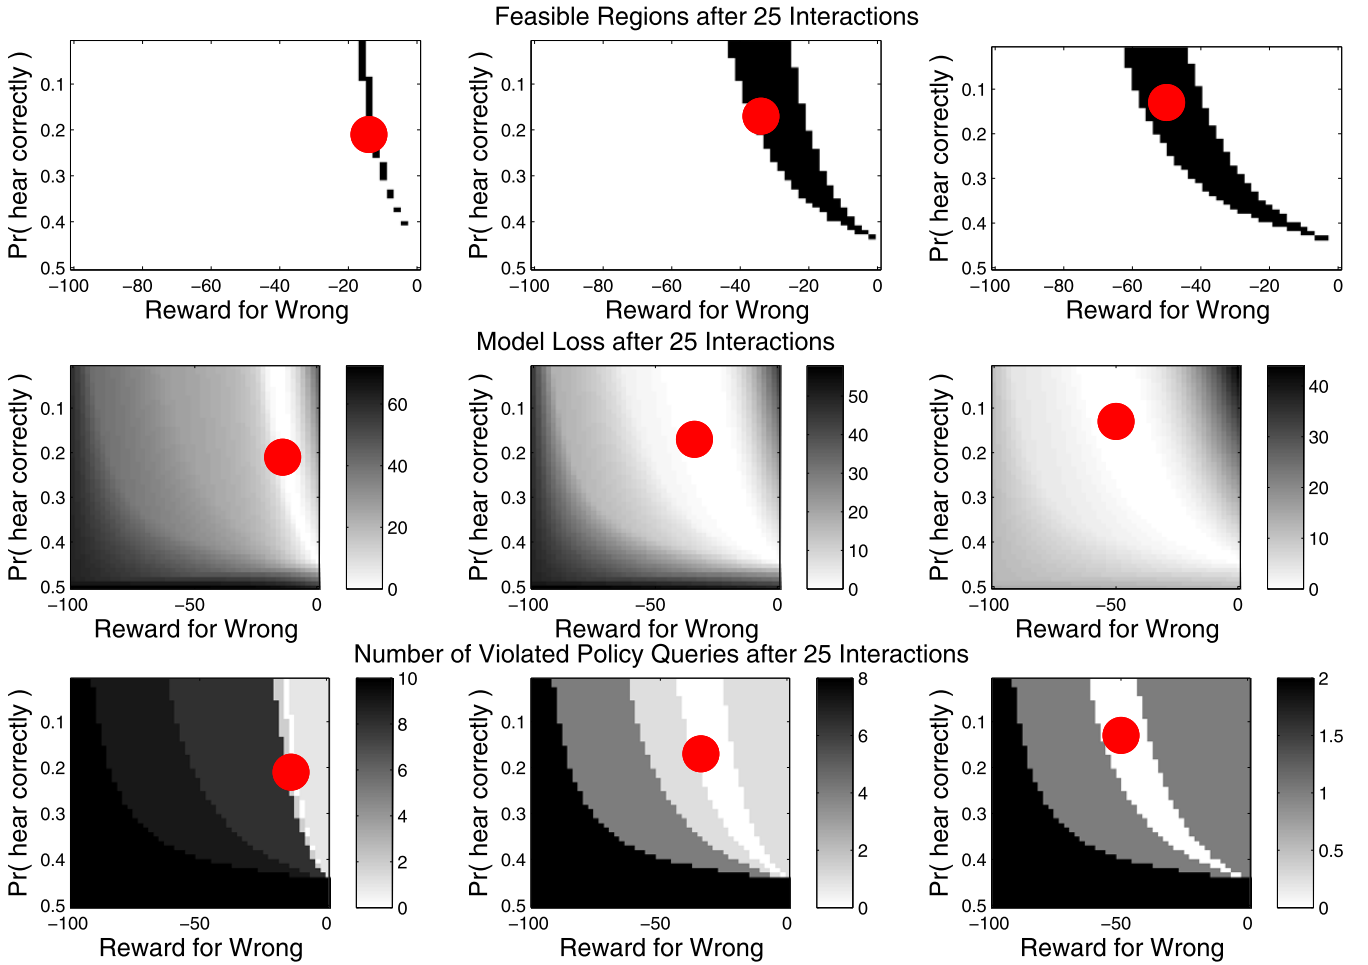 Feasible Regions after 25 Interactions
Pr( hear correctly )
0.1
0.2
0.3
0.4
0.5
−100 −80 −60 −40 −20 0
Reward for Wrong
Pr( hear correctly )
0.1
0.2
0.3
0.4
0.5
−100 −80 −60 −40 −20 0
Reward for Wrong
Pr( hear correctly )
0.1
0.2
0.3
0.4
0.5
−100 −80 −60 −40 −20 0
Reward for Wrong
Model Loss after 25 Interactions
Pr( hear correctly )
0.1
0.2
0.3
0.4
0.5
−100 −50 0
Reward for Wrong
60
40
20
0
Pr( hear correctly )
0.1
0.2
0.3
0.4
0.5
−100 −50 0
Reward for Wrong
50
40
30
20
10
0
Pr( hear correctly )
0.1
0.2
0.3
0.4
0.5
−100 −50 0
Reward for Wrong
40
30
20
10
0
Number of Violated Policy Queries after 25 Interactions
Pr( hear correctly )
0.1
0.2
0.3
0.4
0.5
−100 −50 0
Reward for Wrong
10
8
6
4
2
0
Pr( hear correctly )
0.1
0.2
0.3
0.4
0.5
−100 −50 0
Reward for Wrong
8
6
4
2
0
Pr( hear correctly )
0.1
0.2
0.3
0.4
0.5
−100 −50 0
Reward for Wrong
2
1.5
1
0.5
0